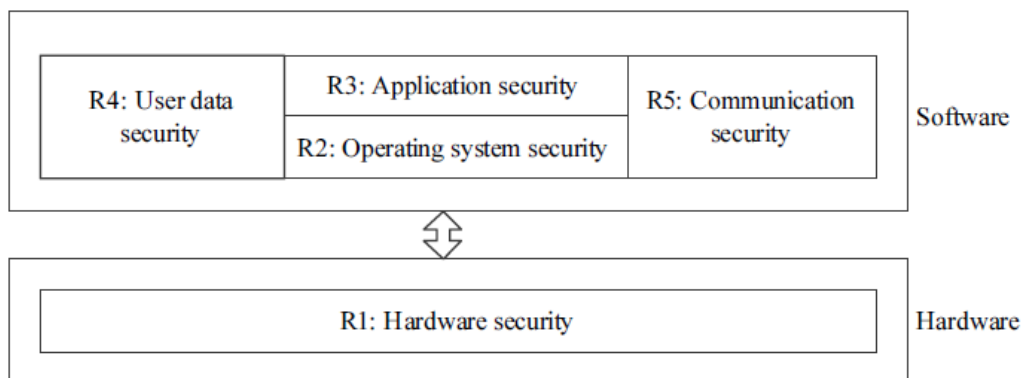 R4: User data
security
R3: Application security
R2: Operating system security
R5: Communication
security
Software
R1: Hardware security
Hardware